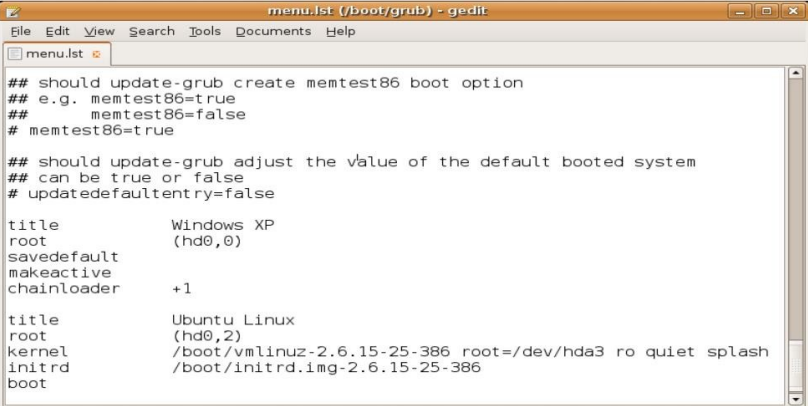 menu.lst (/boot/grub) - gedit
File Edit View Search Tools Documents Help
menu.lst
## should update-grub create memtest86 boot option
## e.g. memtest86=true
##      memtest86=false
# memtest86=true
## should update-grub adjust the value of the default booted system
## can be true or false
# updatedefaultentry=false
title Windows XP
root (hd0,0)
savedefault
makeactive
chainloader +1
title Ubuntu Linux
root (hd0,2)
kernel /boot/vmlinuz-2.6.15-25-386 root=/dev/hda3 ro quiet splash
initrd /boot/initrd.img-2.6.15-25-386
boot